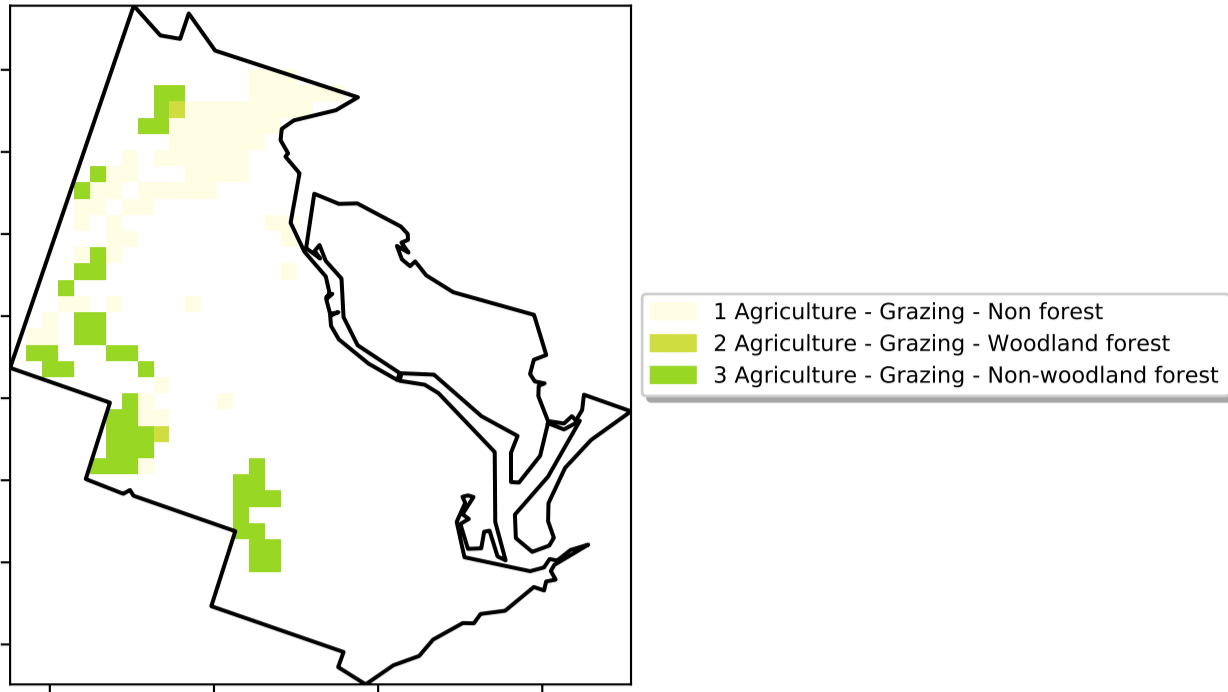 1 Agriculture - Grazing - Non forest
2 Agriculture - Grazing - Woodland forest
3 Agriculture - Grazing - Non-woodland forest